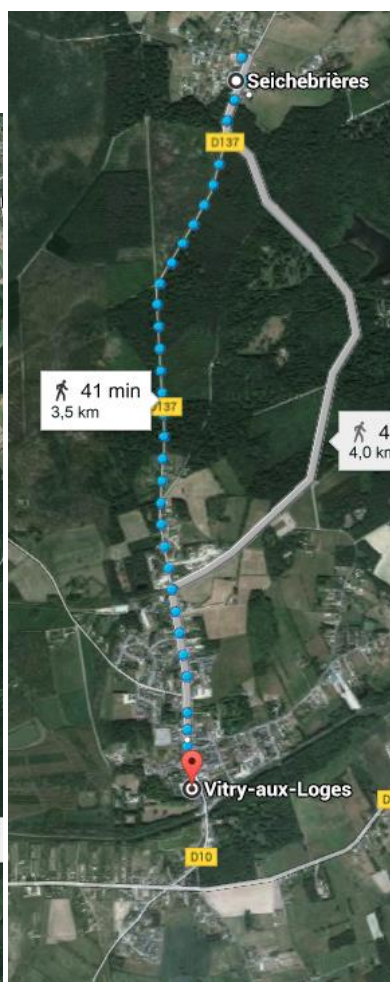 Seichebrières
D137
41 min
3,5 km
137
4
4,0 km
Vitry-aux-Loges
D
D10